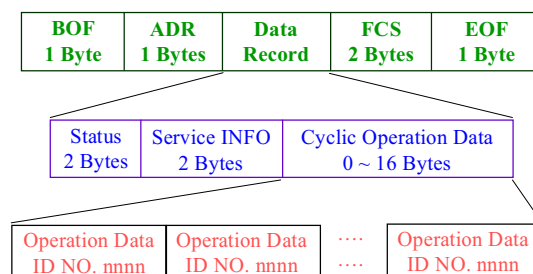 BOF ADR Data FCS EOF
1 Byte 1 Bytes Record 2 Bytes 1 Byte
Status Service INFO Cyclic Operation Data
2 Bytes 2 Bytes 0 ~ 16 Bytes
Operation Data Operation Data ···· Operation Data
ID NO. nnnn ID NO. nnnn ···· ID NO. nnnn